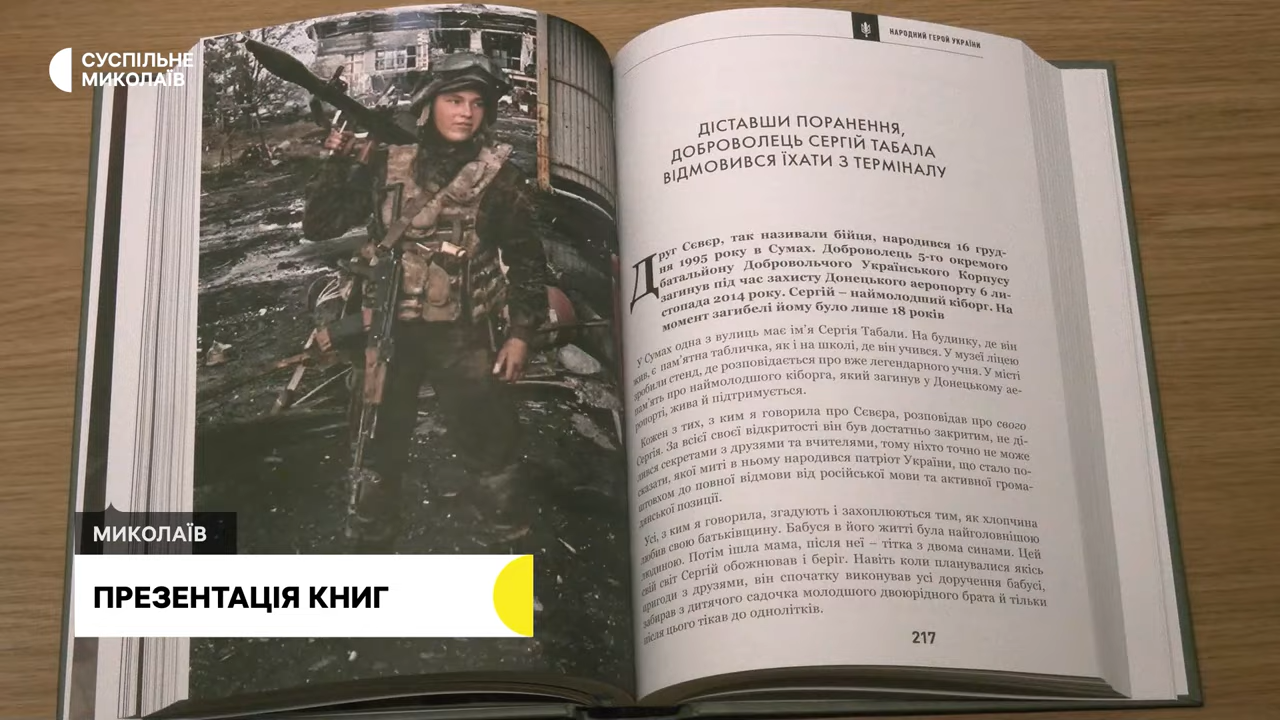 СУСПІЛЬНЕ
МИКОЛАЇВ
НАРОДНИЙ ГЕРОЙ УКРАЇНИ
ДІСТАВШИ ПОРАНЕННЯ,
ДОБРОВОЛЕЦЬ СЕРГІЙ ТАБАЛА
ВІДМОВИВСЯ ЇХАТИ З ТЕРМІНАЛУ
Друг Сєвєр, так називали бійця, народився 16 груд-
ня 1995 року в Сумах. Доброволець 5-го окремого
батальйону Добровольчого Українського Корпусу
загинув під час захисту Донецького аеропорту 6 ли-
стопада 2014 року. Сергій – наймолодший кіборг. На
момент загибелі йому було лише 18 років
У Сумах одна з вулиць має ім’я Сергія Табали. На будинку, де він
жив, є пам’ятна табличка, як і на школі, де він учився. У музеї ліцею
зробили стенд, де розповідається про вже легендарного учня. У місті
пам’ять про наймолодшого кіборга, який загинув у Донецькому ае-
ропорті, жива й підтримується.
Кожен з тих, з ким я говорила про Сєвєра, розповідав про свого
Сергія. За всієї своєї відкритості він був достатньо закритим, не ді-
лився секретами з друзями та вчителями, тому ніхто точно не може
сказати, якої миті в ньому народився патріот України, що стало по-
штовхом до повної відмови від російської мови та активної грома-
дянської позиції.
Усі, з ким я говорила, згадують і захоплюються тим, як хлопчина
любив свою батьківщину. Бабуся в його житті була найголовнішою
людиною. Потім ішла мама, після неї – тітка з двома синами. Цей
свій світ Сергій обожнював і беріг. Навіть коли планувалися якісь
пригоди з друзями, він спочатку виконував усі доручення бабусі,
забирав з дитячого садочка молодшого двоюрідного брата й тільки
після цього тікав до однолітків.
217
МИКОЛАЇВ
ПРЕЗЕНТАЦІЯ КНИГ